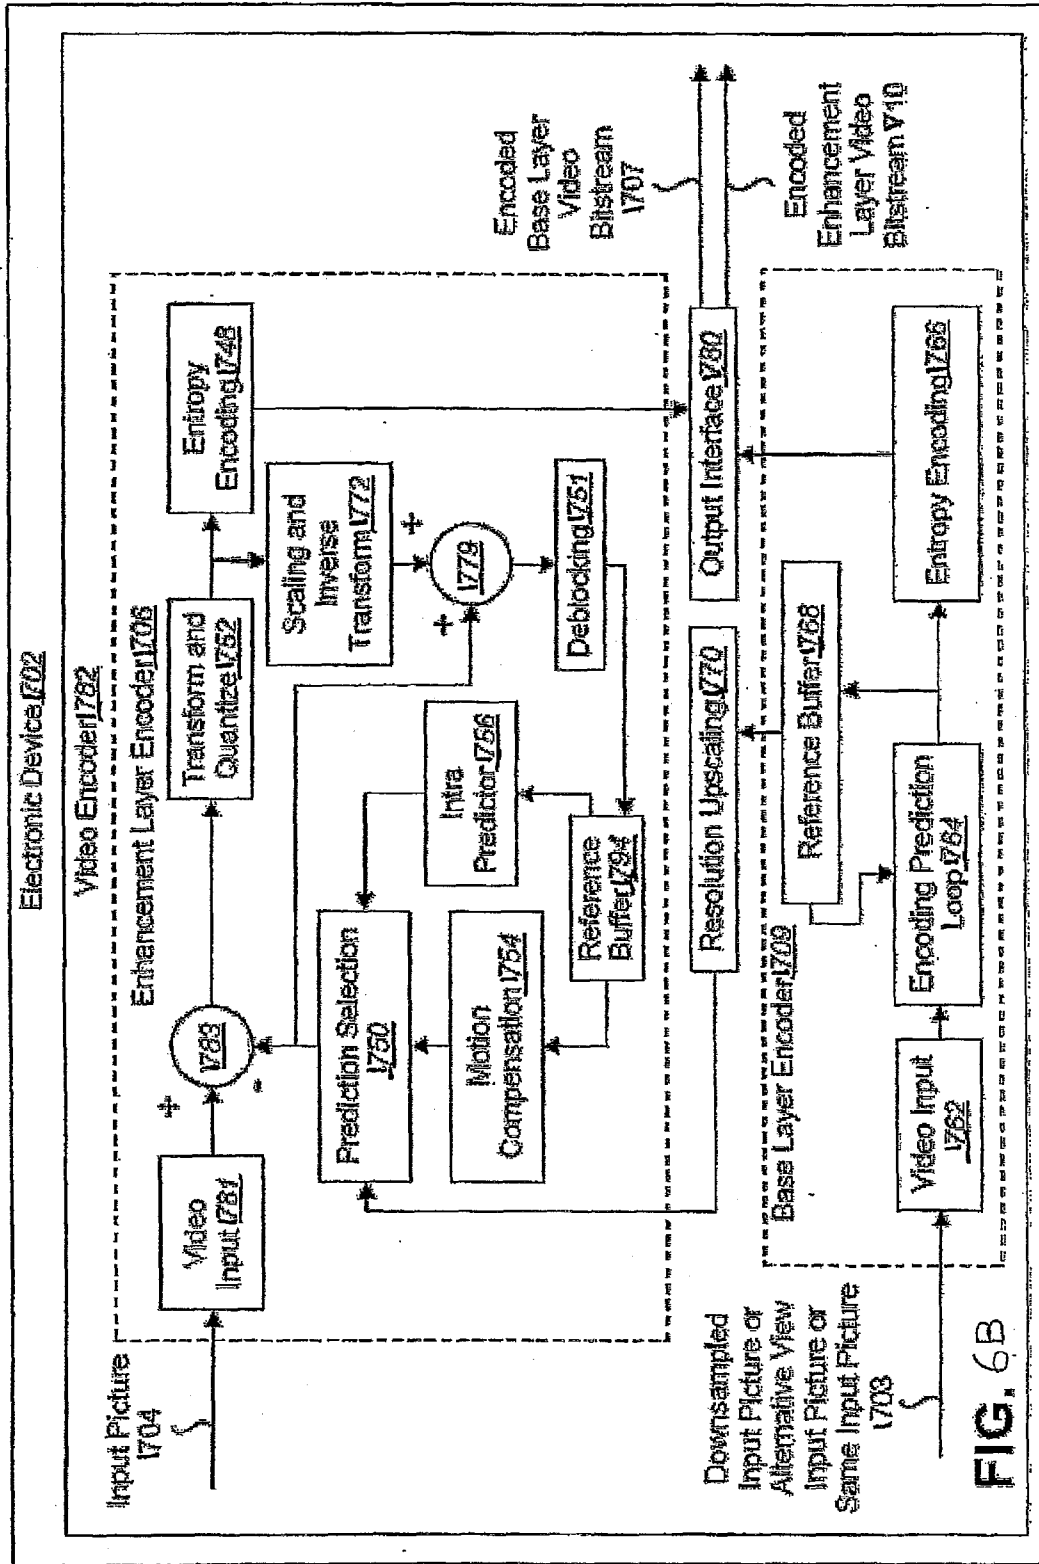 Electronic Device 1702
Video Encoder 1782
Enhancement Layer Encoder 1706
Input Picture
1704
Video
Input 1781
+
-
1783
Transform and
Quantize 1752
Entropy
Encoding 1748
Scaling and
Inverse
Transform 1772
+
+
1779
Prediction Selection
1750
Intra
Predictor 1756
Deblocking 1751
Motion
Compensation 1754
Reference
Buffer 1794
Encoded
Base Layer
Video
Bitstream
1707
Resolution Upscaling 1770
Output Interface 1780
Encoded
Enhancement
Layer Video
Bitstream 1710
Downsampled
Input Picture or
Alternative View
Input Picture or
Same Input Picture
1703
Base Layer Encoder 1709
Reference Buffer 1768
Video Input
1762
Encoding Prediction
Loop 1764
Entropy Encoding 1766
FIG. 6B